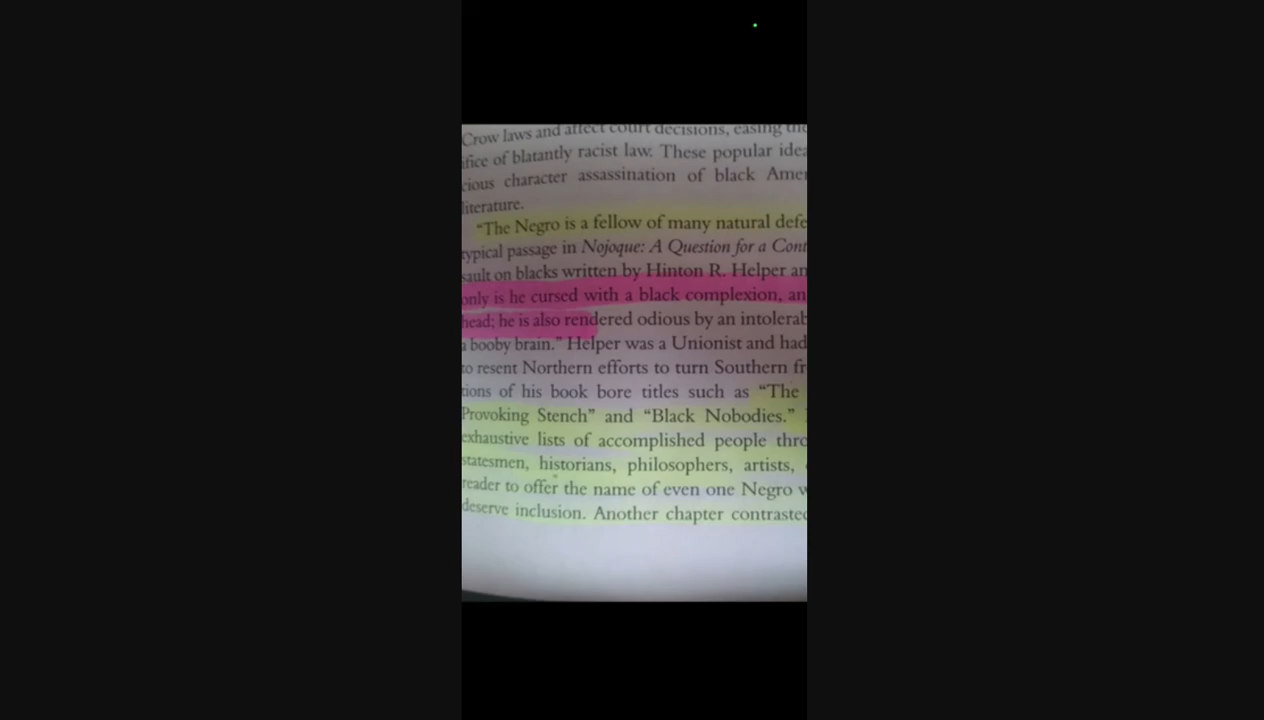 Crow laws and affect court decisions, easing the
ifice of blatantly racist law. These popular idea
cious character assassination of black Amer
literature.
"The Negro is a fellow of many natural defe
typical passage in Nojoque: A Question for a Cont
sault on blacks written by Hinton R. Helper an
only is he cursed with a black complexion, an
head; he is also rendered odious by an intolerab
a booby brain." Helper was a Unionist and had
to resent Northern efforts to turn Southern fr
tions of his book bore titles such as "The
Provoking Stench" and "Black Nobodies."
exhaustive lists of accomplished people thro
statesmen, historians, philosophers, artists,
reader to offer the name of even one Negro w
deserve inclusion. Another chapter contrasted